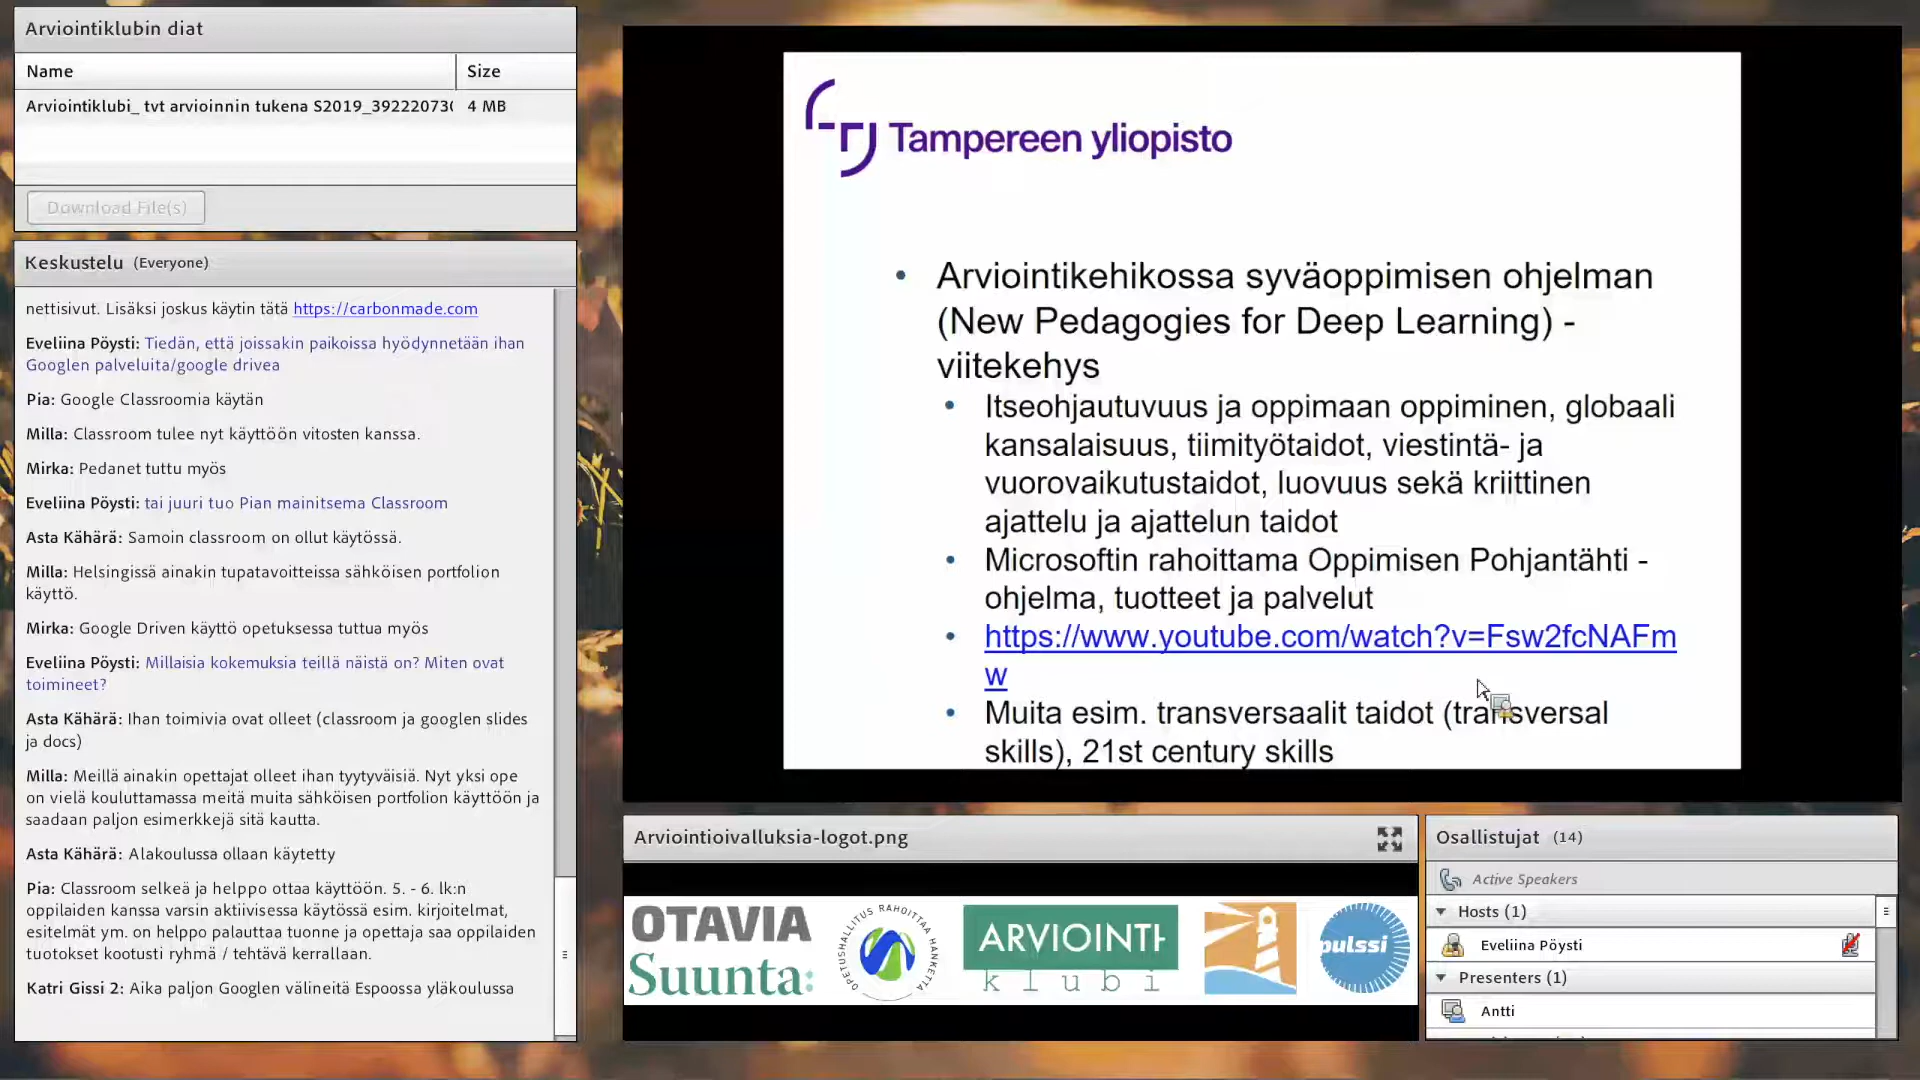 Arviointiklubin diat
Name Size
Arviointiklubi_ tvt arvioinnin tukena S2019_39222073( 4 MB
Download File(s)
Keskustelu (Everyone)
nettisivut. Lisäksi joskus käytin tätä https://carbonmade.com
Eveliina Pöysti: Tiedän, että joissakin paikoissa hyödynnetään ihan
Googlen palveluita/google drivea
Pia: Google Classroomia käytän
Milla: Classroom tulee nyt käyttöön vitosten kanssa.
Mirka: Pedanet tuttu myös
Eveliina Pöysti: tai juuri tuo Pian mainitsema Classroom
Asta Kähärä: Samoin classroom on ollut käytössä.
Milla: Helsingissä ainakin tupatavoitteissa sähköisen portfolion
käyttö.
Mirka: Google Driven käyttö opetuksessa tuttua myös
Eveliina Pöysti: Millaisia kokemuksia teillä näistä on? Miten ovat
toimineet?
Asta Kähärä: Ihan toimivia ovat olleet (classroom ja googlen slides
ja docs)
Milla: Meillä ainakin opettajat olleet ihan tyytyväisiä. Nyt yksi ope
on vielä kouluttamassa meitä muita sähköisen portfolion käyttöön ja
saadaan paljon esimerkkejä sitä kautta.
Asta Kähärä: Alakoulussa ollaan käytetty
Pia: Classroom selkeä ja helppo ottaa käyttöön. 5. - 6. lk:n
oppilaiden kanssa varsin aktiivisessa käytössä esim. kirjoitelmat,
esitelmät ym. on helppo palauttaa tuonne ja opettaja saa oppilaiden
tuotokset kootusti ryhmä / tehtävä kerrallaan.
Katri Gissi 2: Aika paljon Googlen välineitä Espoossa yläkoulussa
Tampereen yliopisto
• Arviointikehikossa syväoppimisen ohjelman
(New Pedagogies for Deep Learning) -
viitekehys
• Itseohjautuvuus ja oppimaan oppiminen, globaali
kansalaisuus, tiimityötaidot, viestintä- ja
vuorovaikutustaidot, luovuus sekä kriittinen
ajattelu ja ajattelun taidot
• Microsoftin rahoittama Oppimisen Pohjantähti -
ohjelma, tuotteet ja palvelut
• https://www.youtube.com/watch?v=Fsw2fcNAFm
w
• Muita esim. transversaalit taidot (transversal
skills), 21st century skills
Arviointioivalluksia-logot.png
OTAVIA
Suunta:
OPETUSHALLITUS RAHOITTAA HANKETTA
ARVIOINTI
klubi
pulssi
Osallistujat (14)
Active Speakers
Hosts (1)
Eveliina Pöysti
Presenters (1)
Antti